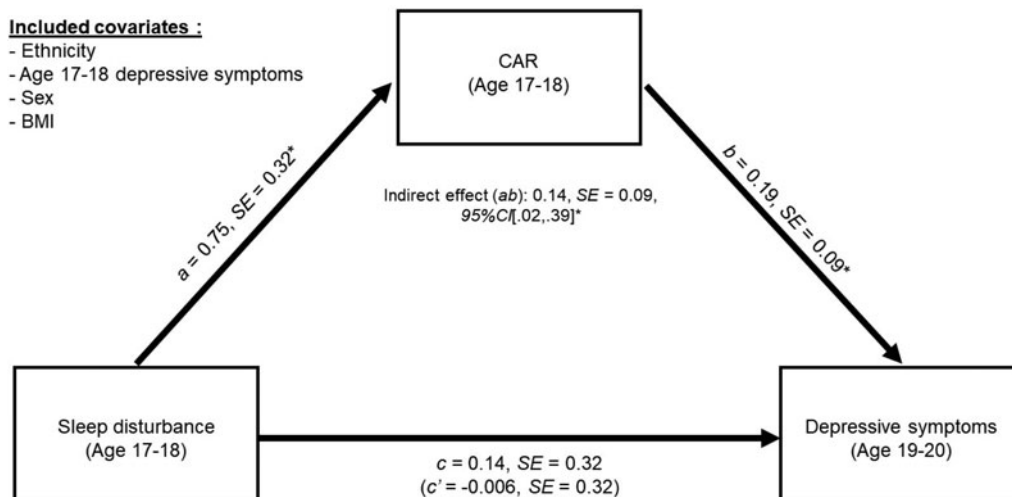 Included covariates :
- Ethnicity
- Age 17-18 depressive symptoms
- Sex
- BMI
CAR
(Age 17-18)
a = 0.75, SE = 0.32*
b = 0.19, SE = 0.09*
Indirect effect (ab): 0.14, SE = 0.09,
95%CI[.02,.39]*
Sleep disturbance
(Age 17-18)
Depressive symptoms
(Age 19-20)
c = 0.14, SE = 0.32
(c' = -0.006, SE = 0.32)